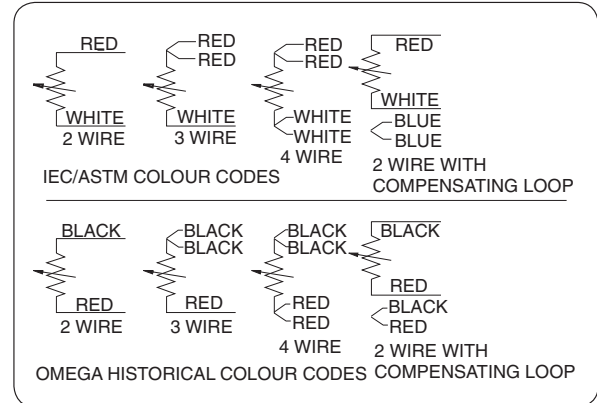 RED
WHITE
2 WIRE
RED
RED
WHITE
3 WIRE
RED
RED
WHITE
WHITE
4 WIRE
RED
WHITE
BLUE
BLUE
2 WIRE WITH
COMPENSATING LOOP
IEC/ASTM COLOUR CODES
BLACK
RED
2 WIRE
BLACK
BLACK
RED
3 WIRE
BLACK
BLACK
RED
RED
4 WIRE
BLACK
RED
BLACK
RED
2 WIRE WITH
COMPENSATING LOOP
OMEGA HISTORICAL COLOUR CODES